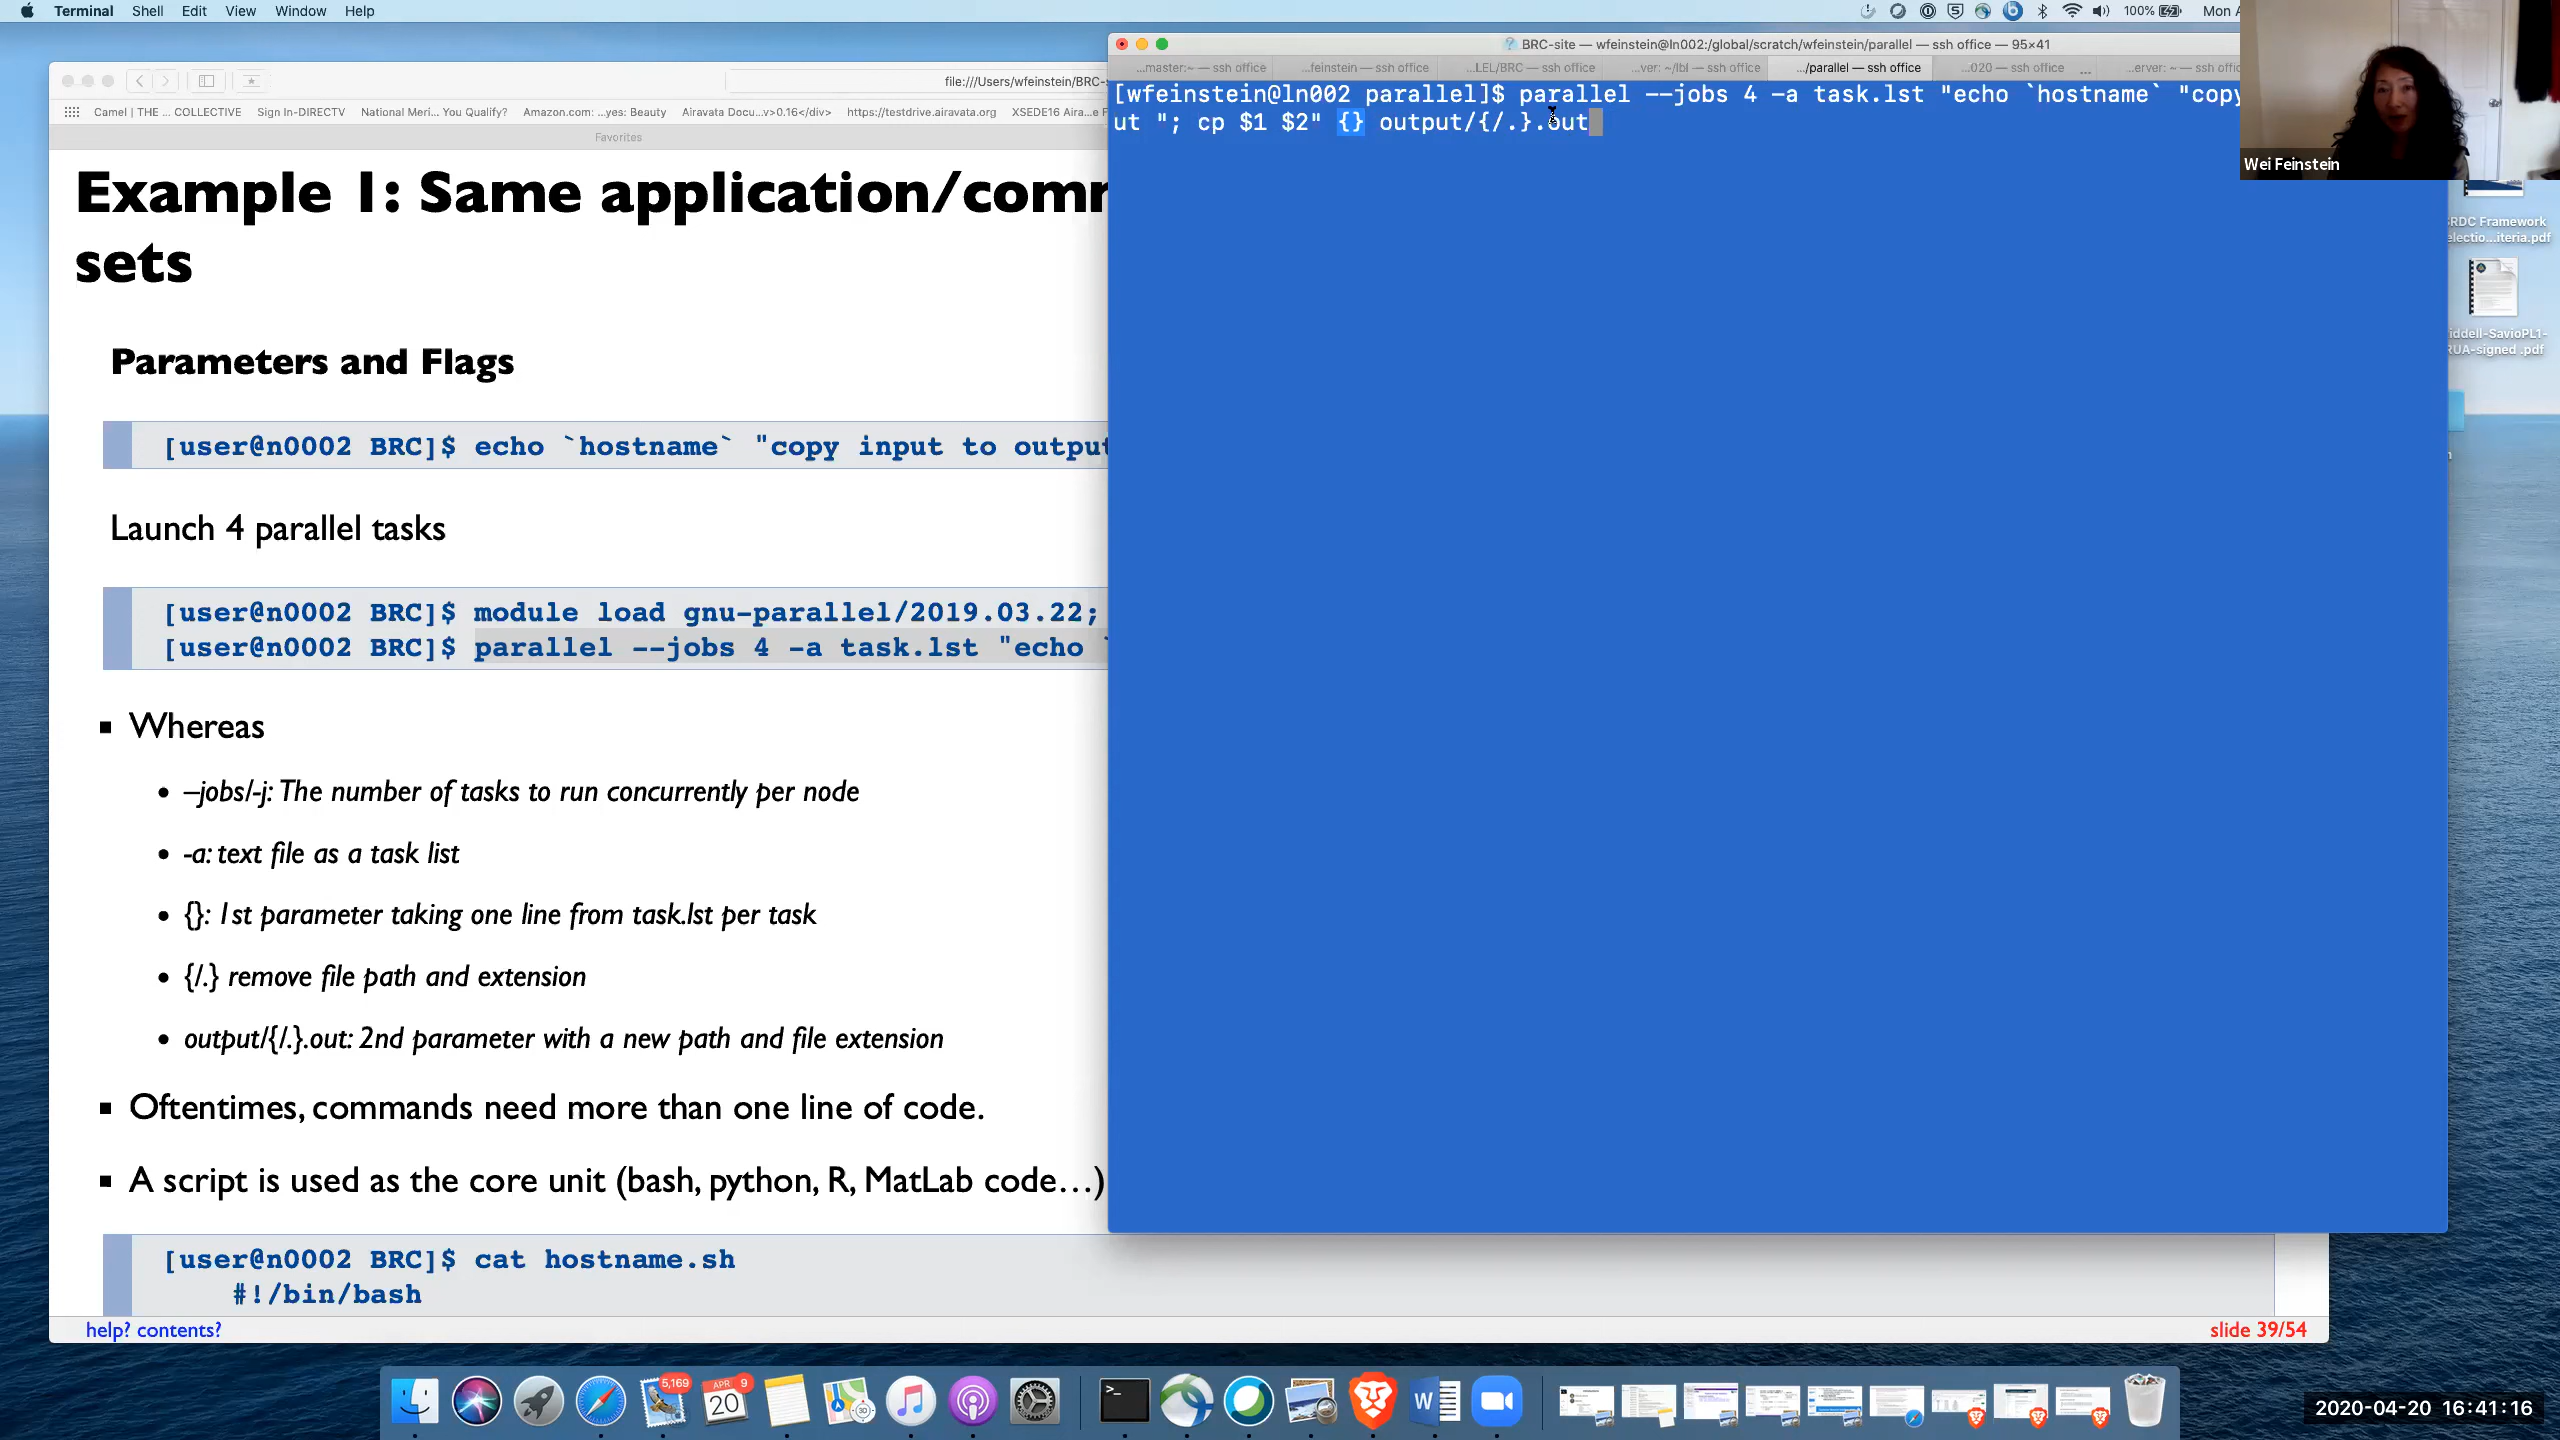 Terminal Shell Edit View Window Help
100%
Mon A
BRC-site — wfeinstein@ln002:/global/scratch/wfeinstein/parallel — ssh office — 95×41
...master:~ — ssh office
...feinstein — ssh office
...LEL/BRC — ssh office
...ver: ~/lbl — ssh office
.../parallel — ssh office
...020 — ssh office
...
...erver: ~ — ssh offic
[wfeinstein@ln002 parallel]$ parallel --jobs 4 -a task.lst "echo `hostname` "copy
ut "; cp $1 $2" {} output/{/.}.out
Wei Feinstein
file:///Users/wfeinstein/BRC-s
Camel | THE ... COLLECTIVE
Sign In-DIRECTV
National Meri... You Qualify?
Amazon.com: ...yes: Beauty
Airavata Docu...v>0.16</div>
https://testdrive.airavata.org
XSEDE16 Aira...e F
Favorites
Example 1: Same application/comm
sets
Parameters and Flags
[user@n0002 BRC]$ echo `hostname` "copy input to output
Launch 4 parallel tasks
[user@n0002 BRC]$ module load gnu-parallel/2019.03.22;
[user@n0002 BRC]$ parallel --jobs 4 -a task.lst "echo `
Whereas
–jobs/-j: The number of tasks to run concurrently per node
-a: text file as a task list
{}: 1st parameter taking one line from task.lst per task
{/.} remove file path and extension
output/{/.}.out: 2nd parameter with a new path and file extension
Oftentimes, commands need more than one line of code.
A script is used as the core unit (bash, python, R, MatLab code…)
[user@n0002 BRC]$ cat hostname.sh
#!/bin/bash
help? contents?
slide 39/54
RDC Framework
electio...iteria.pdf
iddell-SavioPL1-
RUA-signed .pdf
5,169
APR
9
20
2020-04-20 16:41:16